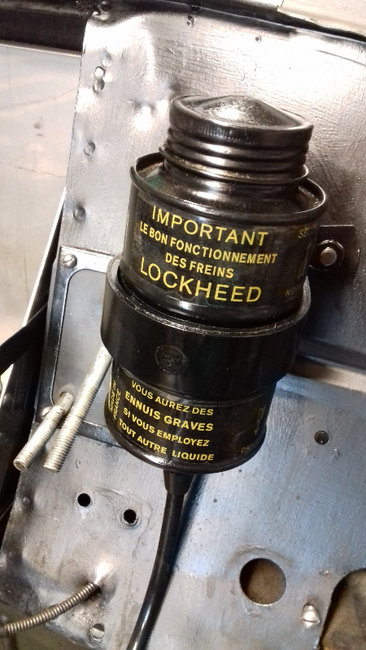 IMPORTANT
LE BON FONCTIONNEMENT
DES FREINS
LOCKHEED
VOUS AUREZ DES
ENNUIS GRAVES
SI VOUS EMPLOYEZ
TOUT AUTRE LIQUIDE